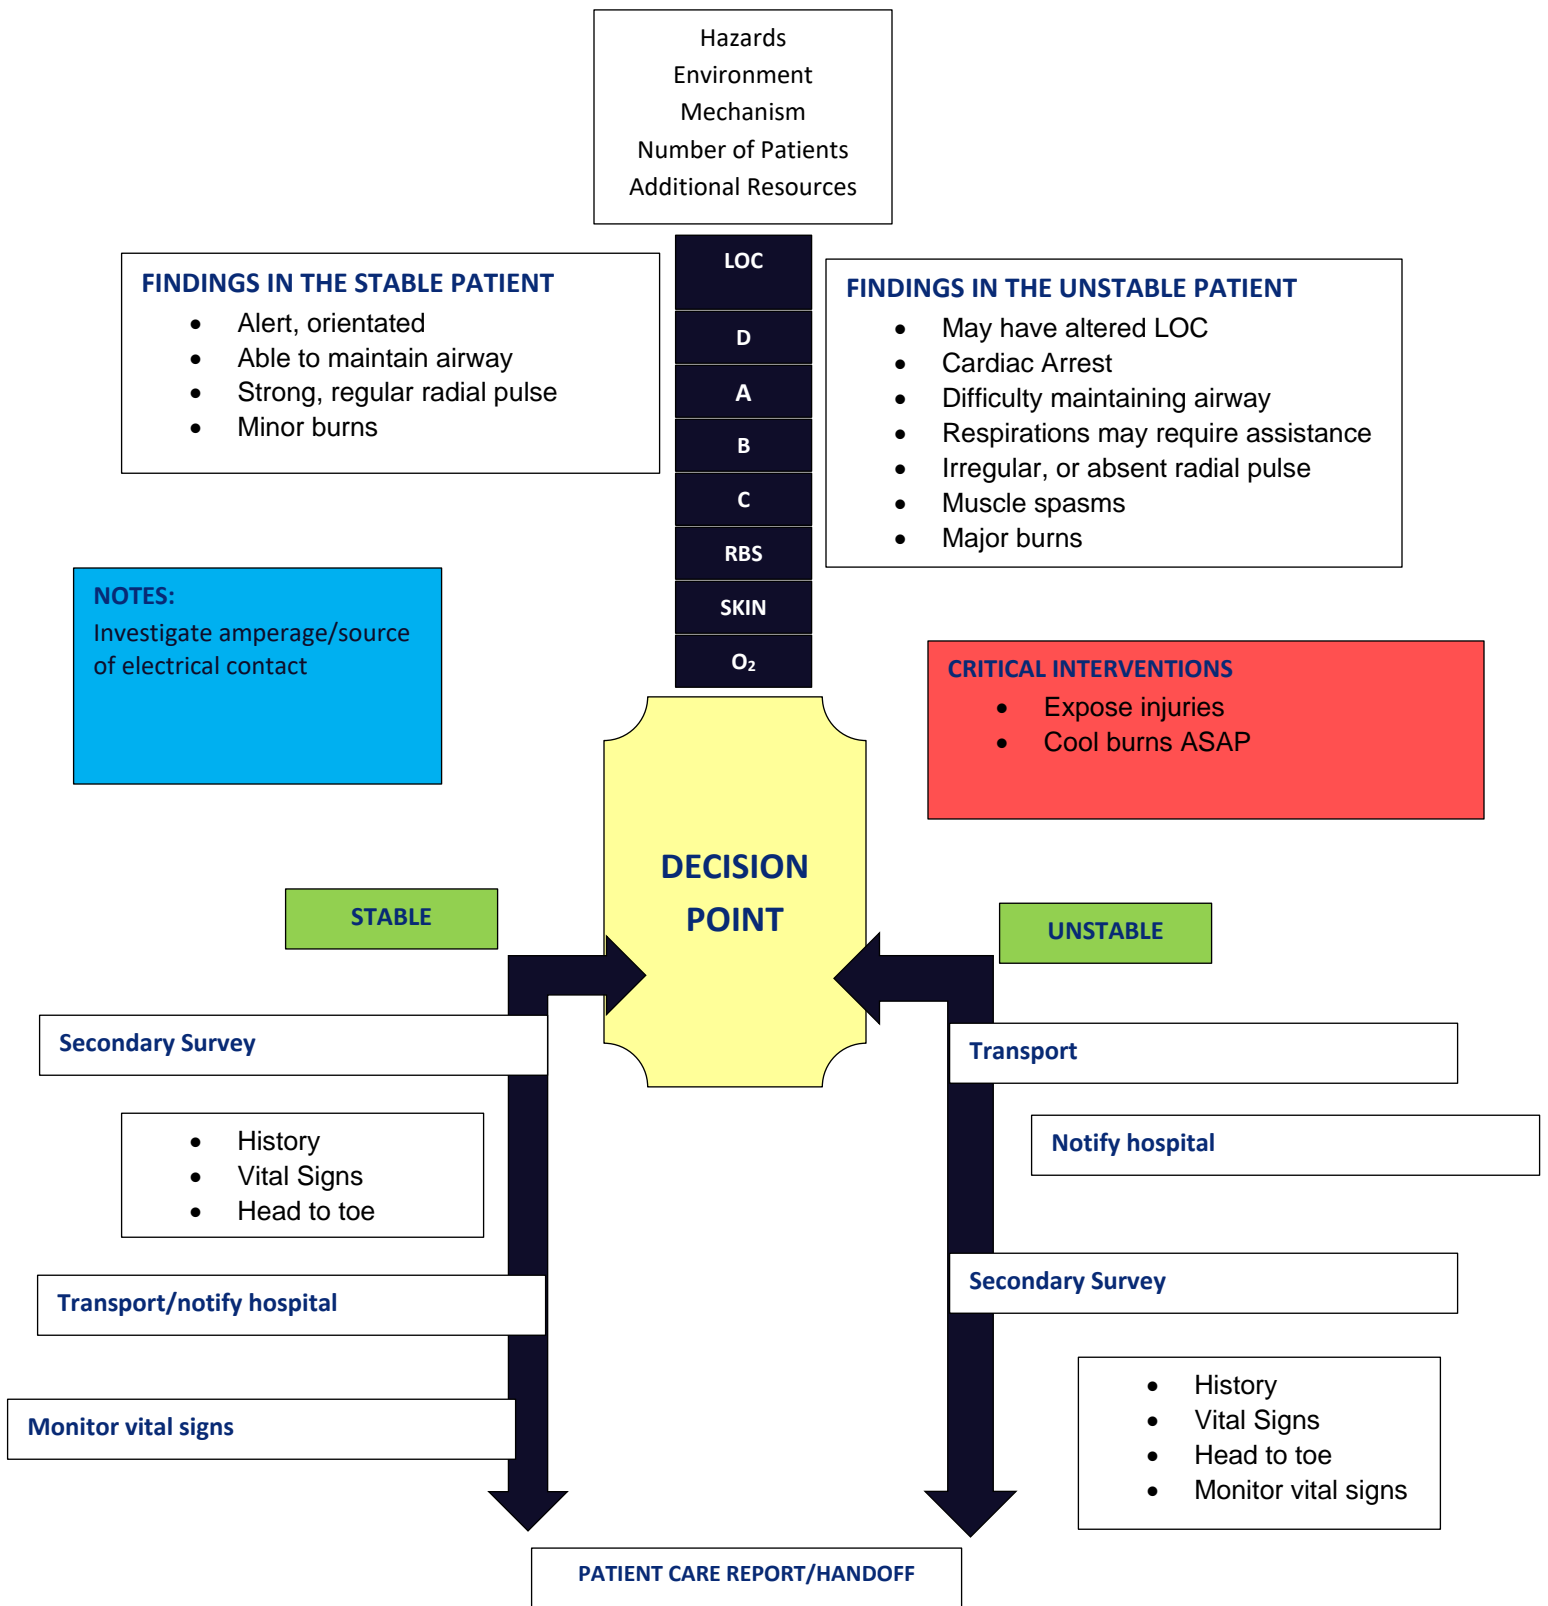 Hazards
Environment
Mechanism
Number of Patients
Additional Resources
FINDINGS IN THE STABLE PATIENT
• Alert, orientated
• Able to maintain airway
• Strong, regular radial pulse
• Minor burns
LOC
D
A
B
C
RBS
SKIN
O₂
FINDINGS IN THE UNSTABLE PATIENT
• May have altered LOC
• Cardiac Arrest
• Difficulty maintaining airway
• Respirations may require assistance
• Irregular, or absent radial pulse
• Muscle spasms
• Major burns
NOTES:
Investigate amperage/source
of electrical contact
CRITICAL INTERVENTIONS
• Expose injuries
• Cool burns ASAP
DECISION
POINT
STABLE
Secondary Survey
• History
• Vital Signs
• Head to toe
Transport/notify hospital
Monitor vital signs
UNSTABLE
Transport
Notify hospital
Secondary Survey
• History
• Vital Signs
• Head to toe
• Monitor vital signs
PATIENT CARE REPORT/HANDOFF